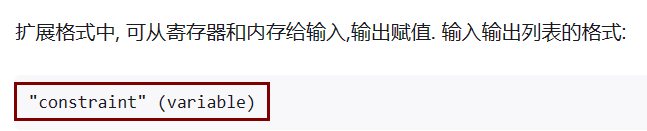 扩展格式中, 可从寄存器和内存给输入,输出赋值. 输入输出列表的格式:
"constraint" (variable)